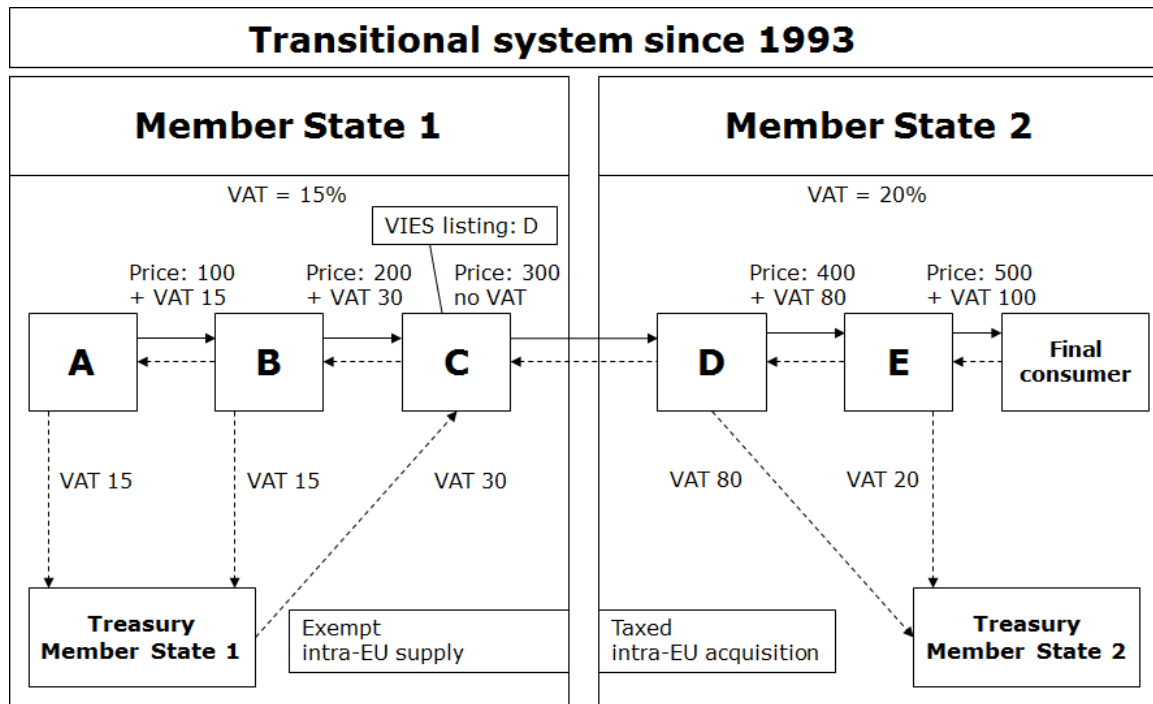 Transitional system since 1993
Member State 1
Member State 2
VAT = 15%
VAT = 20%
VIES listing: D
Price: 100
+ VAT 15
Price: 200
+ VAT 30
Price: 300
no VAT
Price: 400
+ VAT 80
Price: 500
+ VAT 100
A
B
C
D
E
Final
consumer
VAT 15
VAT 15
VAT 30
VAT 80
VAT 20
Treasury
Member State 1
Exempt
intra-EU supply
Taxed
intra-EU acquisition
Treasury
Member State 2